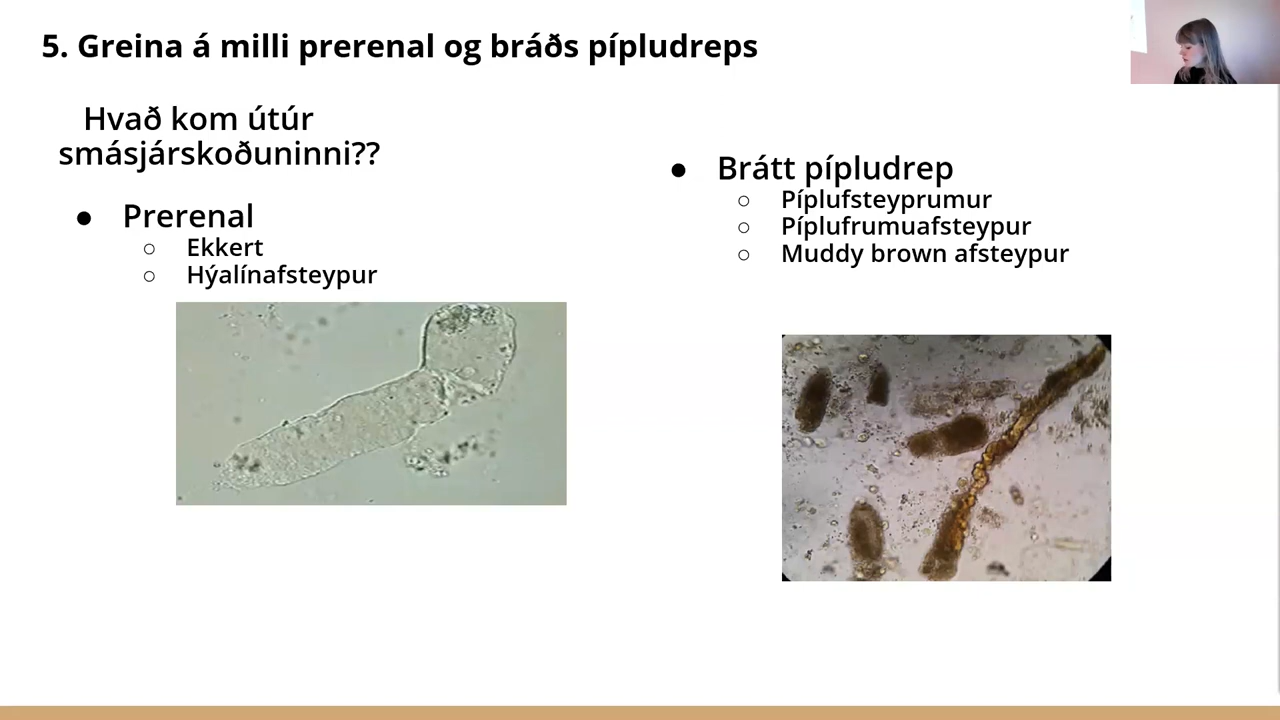 5. Greina á milli prerenal og bráðs pípludreps
Hvað kom útúr
smásjárskoðuninni??
● Prerenal
○ Ekkert
○ Hýalínafsteypur
● Brátt pípludrep
○ Píplufsteyprumur
○ Píplufrumuafsteypur
○ Muddy brown afsteypur